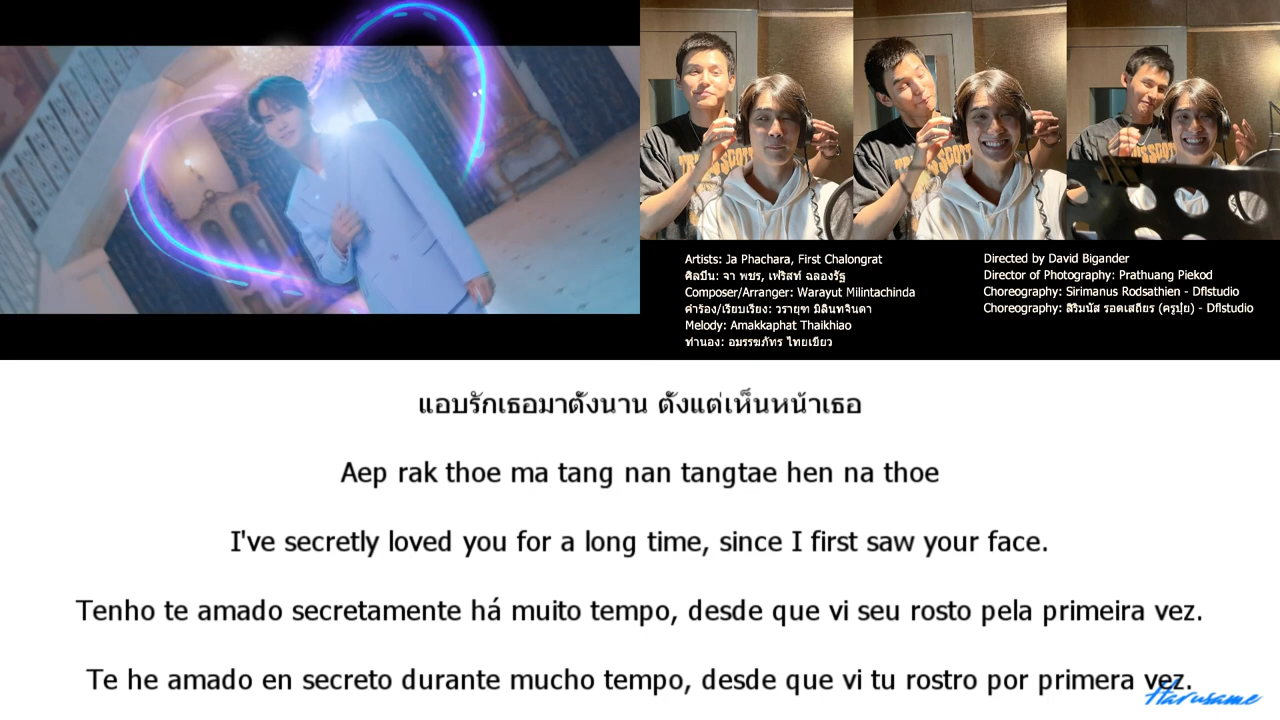 Artists: Ja Phachara, First Chalongrat
ศิลปิน: จา พชร, เฟริสท์ ฉลองรัฐ
Composer/Arranger: Warayut Milintachinda
คำร้อง/เรียบเรียง: วรายุฑ มิลินทจินดา
Melody: Amakkaphat Thaikhiao
ทำนอง: อมรรฆภัทร ไทยเขียว
Directed by David Bigander
Director of Photography: Prathuang Piekod
Choreography: Sirimanus Rodsathien - Dflstudio
Choreography: สิริมนัส รอดเสถียร (ครูปุ้ย) - Dflstudio
แอบรักเธอมาตั้งนาน ตั้งแต่เห็นหน้าเธอ
Aep rak thoe ma tang nan tangtae hen na thoe
I've secretly loved you for a long time, since I first saw your face.
Tenho te amado secretamente há muito tempo, desde que vi seu rosto pela primeira vez.
Te he amado en secreto durante mucho tempo, desde que vi tu rostro por primera vez.
Harusame